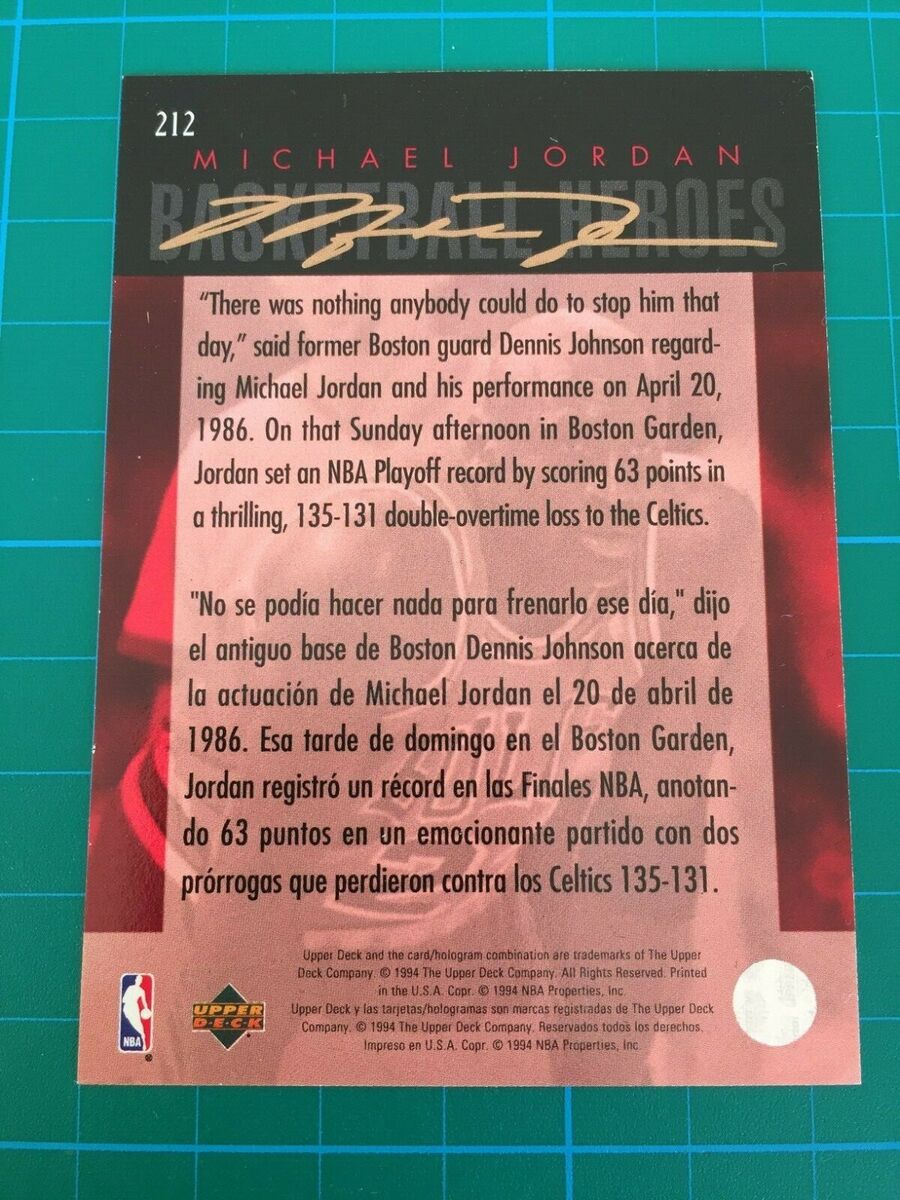 212
MICHAEL JORDAN
BASKETBALL HEROES
“There was nothing anybody could do to stop him that
day,” said former Boston guard Dennis Johnson regard-
ing Michael Jordan and his performance on April 20,
1986. On that Sunday afternoon in Boston Garden,
Jordan set an NBA Playoff record by scoring 63 points in
a thrilling, 135-131 double-overtime loss to the Celtics.
"No se podía hacer nada para frenarlo ese día," dijo
el antiguo base de Boston Dennis Johnson acerca de
la actuación de Michael Jordan el 20 de abril de
1986. Esa tarde de domingo en el Boston Garden,
Jordan registró un récord en las Finales NBA, anotan-
do 63 puntos en un emocionante partido con dos
prórrogas que perdieron contra los Celtics 135-131.
Upper Deck and the card/hologram combination are trademarks of The Upper
Deck Company. © 1994 The Upper Deck Company. All Rights Reserved. Printed
in the U.S.A. Copr. © 1994 NBA Properties, Inc.
Upper Deck y las tarjetas/hologramas son marcas registradas de The Upper Deck
Company. © 1994 The Upper Deck Company. Reservados todos los derechos.
Impreso en U.S.A. Copr. © 1994 NBA Properties, Inc.
NBA ®
UPPER
DECK